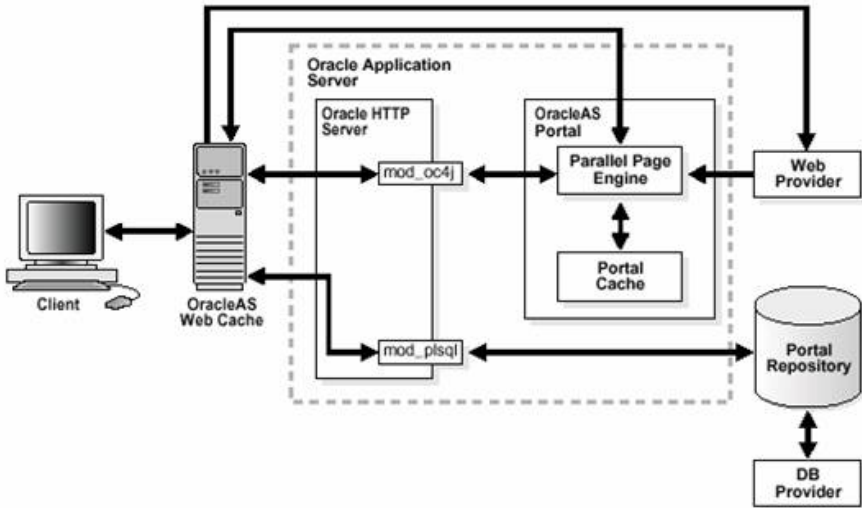 Oracle Application
Server
Oracle HTTP
Server
OracleAS
Portal
mod_oc4j
Parallel Page
Engine
Web
Provider
Client
OracleAS
Web Cache
Portal
Cache
mod_plsql
Portal
Repository
DB
Provider